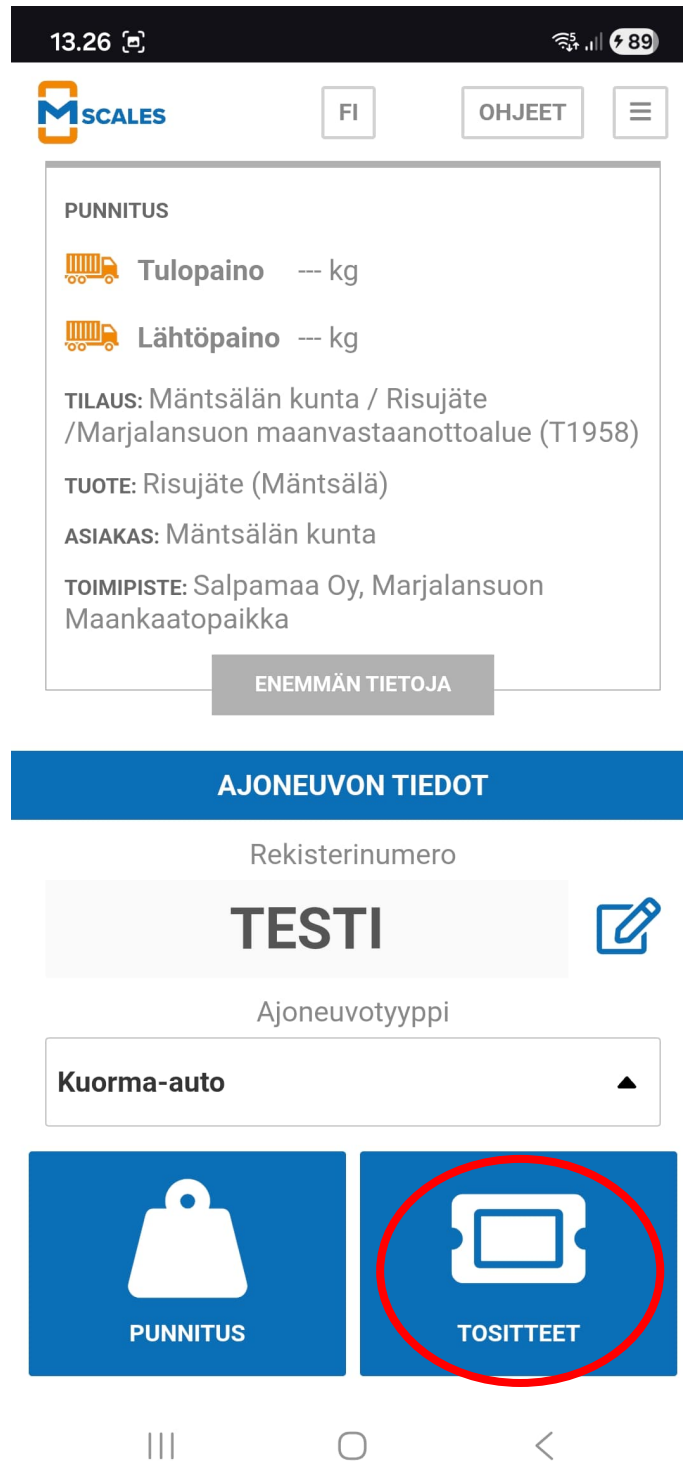 13.26
89
M SCALES
FI
OHJEET
PUNNITUS
Tulopaino --- kg
Lähtöpaino --- kg
TILAUS: Mäntsälän kunta / Risujäte
/Marjalansuon maanvastaanottoalue (T1958)
TUOTE: Risujäte (Mäntsälä)
ASIAKAS: Mäntsälän kunta
TOIMIPISTE: Salpamaa Oy, Marjalansuon
Maankaatopaikka
ENEMMÄN TIETOJA
AJONEUVON TIEDOT
Rekisterinumero
TESTI
Ajoneuvotyyppi
Kuorma-auto
PUNNITUS
TOSITTEET